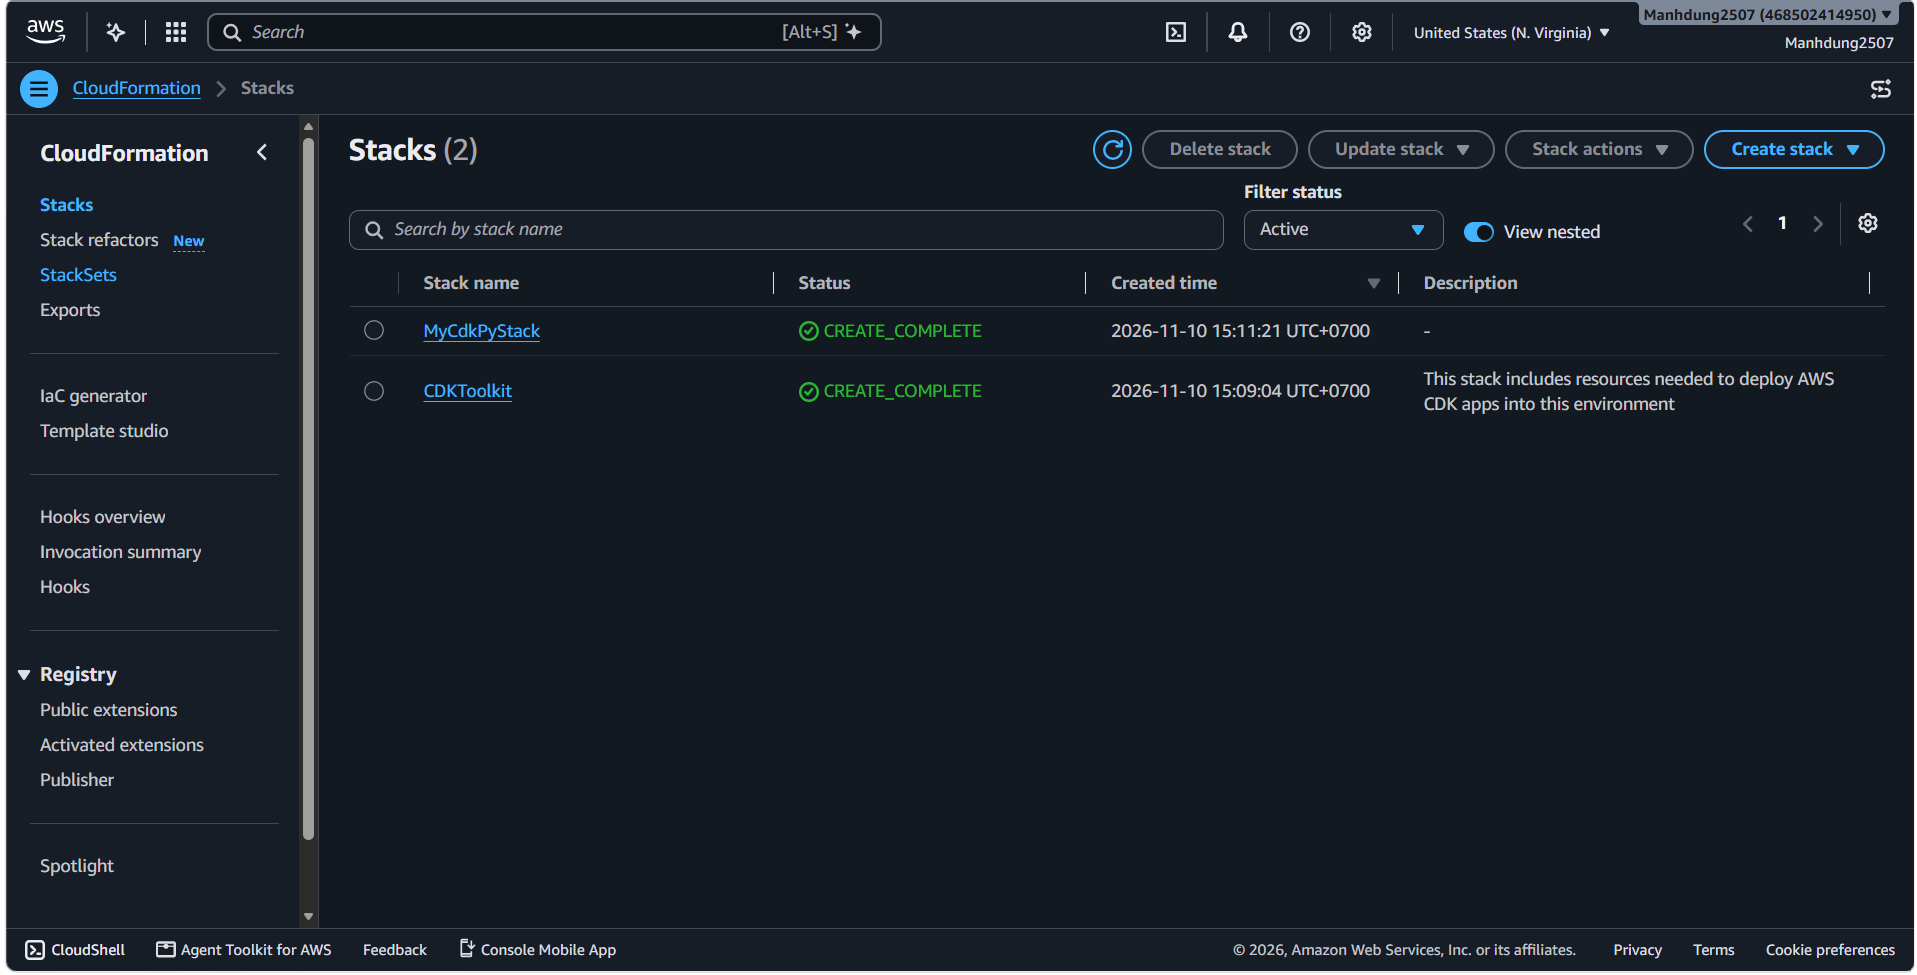 aws
Search [Alt+S]
United States (N. Virginia)
Manhdung2507 (468502414950)
Manhdung2507
CloudFormation Stacks
CloudFormation
Stacks
Stack refactors New
StackSets
Exports
IaC generator
Template studio
Hooks overview
Invocation summary
Hooks
Registry
Public extensions
Activated extensions
Publisher
Spotlight
Stacks (2)
Delete stack Update stack Stack actions Create stack
Filter status
Search by stack name Active View nested 1
Stack name Status Created time Description
MyCdkPyStack CREATE_COMPLETE 2026-11-10 15:11:21 UTC+0700 -
CDKToolkit CREATE_COMPLETE 2026-11-10 15:09:04 UTC+0700 This stack includes resources needed to deploy AWS
CDK apps into this environment
CloudShell Agent Toolkit for AWS Feedback Console Mobile App © 2026, Amazon Web Services, Inc. or its affiliates. Privacy Terms Cookie preferences